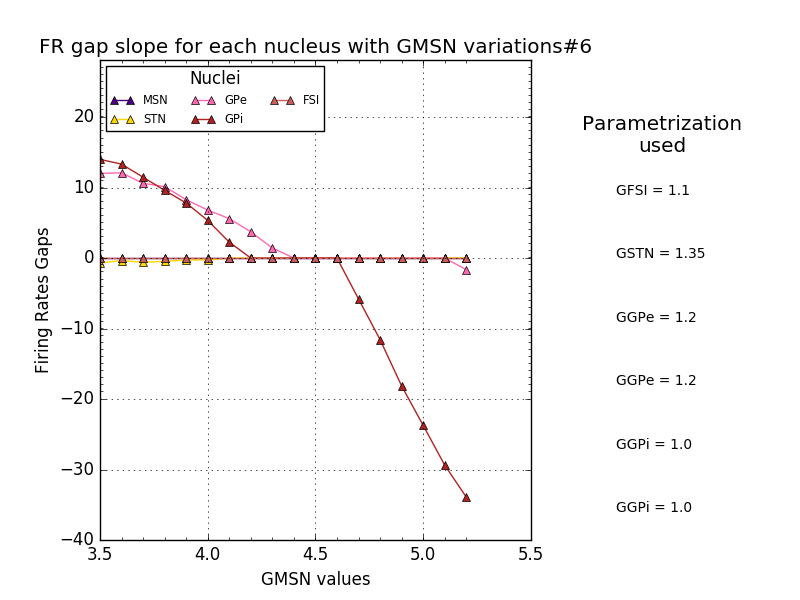 FR gap slope for each nucleus with GMSN variations#6
Nuclei
MSN GPe FSI
STN GPi
20
10
0
−10
−20
−30
−40
3.5 4.0 4.5 5.0 5.5
Firing Rates Gaps
GMSN values
Parametrization
used
GFSI = 1.1
GSTN = 1.35
GGPe = 1.2
GGPe = 1.2
GGPi = 1.0
GGPi = 1.0